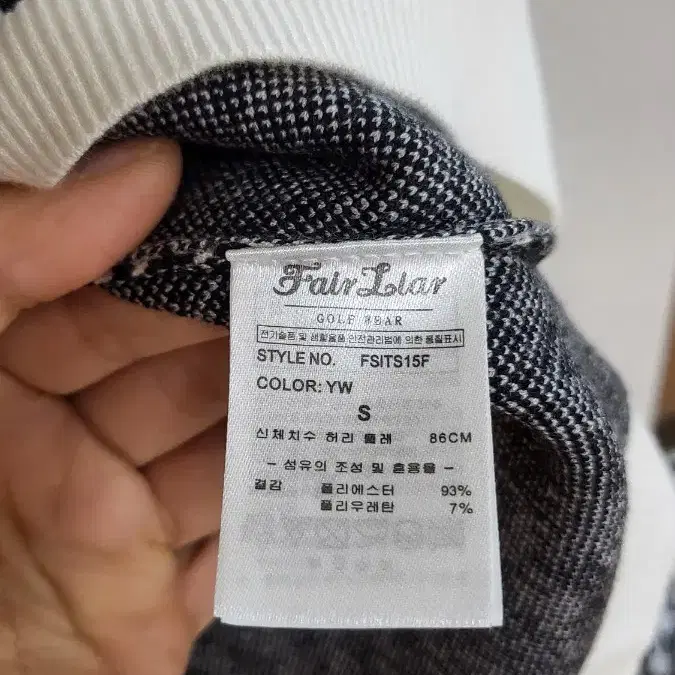 Fair Liar
GOLF WEAR
전기용품 및 생활용품 안전관리법에 의한 품질표시
STYLE NO. FSITS15F
COLOR: YW
S
신체치수 허리 둘레 86CM
– 섬유의 조성 및 혼용율 –
겉감 폴리에스터 93%
폴리우레탄 7%